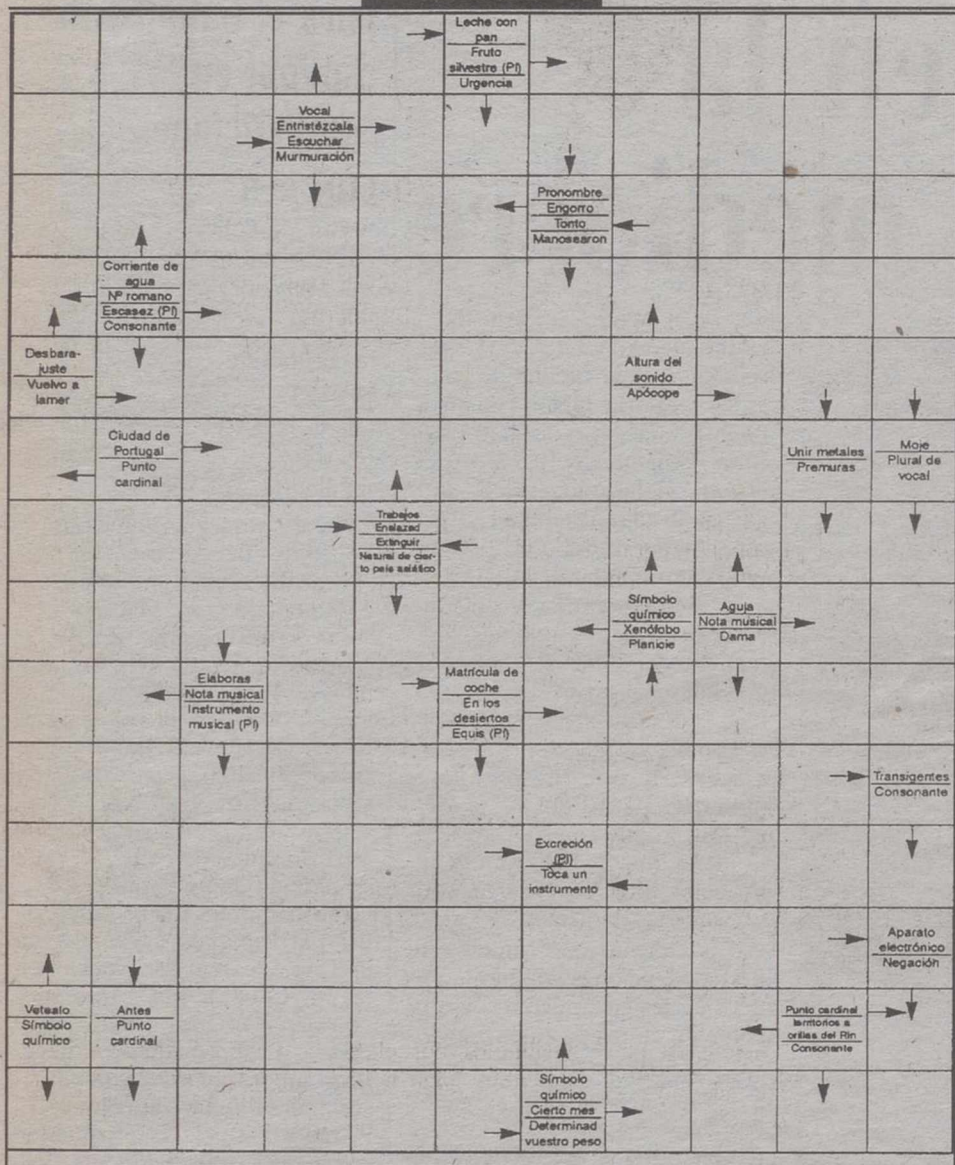 Leche con
pan
Fruto
silvestre (Pl)
Urgencia
Vocal
Entristézcala
Escuchar
Murmuración
Pronombre
Engorro
Tonto
Manosearon
Corriente de
agua
Nº romano
Escasez (Pl)
Consonante
Desbara-
juste
Vuelvo a
lamer
Altura del
sonido
Apócope
Ciudad de
Portugal
Punto
cardinal
Unir metales
Premuras
Moje
Plural de
vocal
Trabajos
Enlazad
Extinguir
Natural de cier-
to país asiático
Símbolo
químico
Xenófobo
Planicie
Aguja
Nota musical
Dama
Elaboras
Nota musical
Instrumento
musical (Pl)
Matrícula de
coche
En los
desiertos
Equis (Pl)
Transigentes
Consonante
Excreción
(Pl)
Toca un
instrumento
Aparato
electrónico
Negación
Veteało
Símbolo
químico
Antes
Punto
cardinal
Punto cardinal
territorios a
orillas del Rin
Consonante
Símbolo
químico
Cierto mes
Determinad
vuestro peso